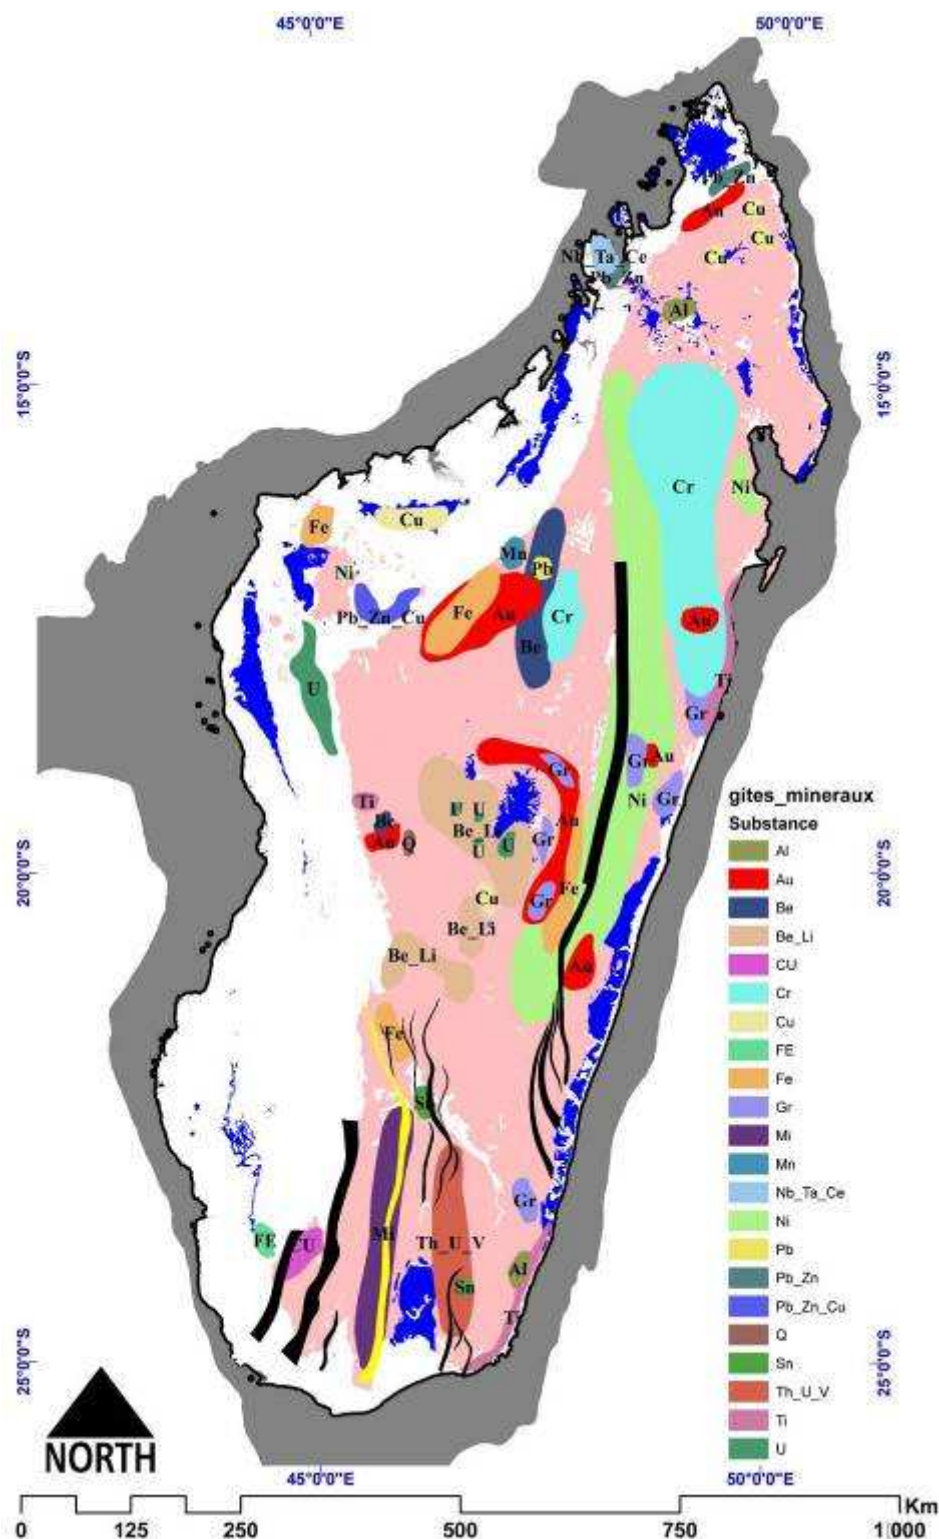 45°0'0"E 50°0'0"E
Pb_Zn
Au Cu
Cu
Nb_Ta_Ce Cu
Pb_Zn
Al
15°0'0"S 15°0'0"S
Cr Ni
Fe Cu
Mn
Ni Pb
Pb_Zn_Cu Fe Au Cr Au
Be
U Ti
Gr
Gr Gr Au
Ti U U Ni Gr
Be Be_Li Au
Au Q U U Gr
20°0'0"S 20°0'0"S
Cu Gr Fe
Be_Li
Be_Li Au
Fe
Gr
FE CU Mi Th_U_V
Sn Al
25°0'0"S 25°0'0"S
gites_mineraux
Substance
Al
Au
Be
Be_Li
CU
Cr
Cu
FE
Fe
Gr
Mi
Mn
Nb_Ta_Ce
Ni
Pb
Pb_Zn
Pb_Zn_Cu
Q
Sn
Th_U_V
Ti
U
NORTH
45°0'0"E 50°0'0"E
Km
0 125 250 500 750 1 000